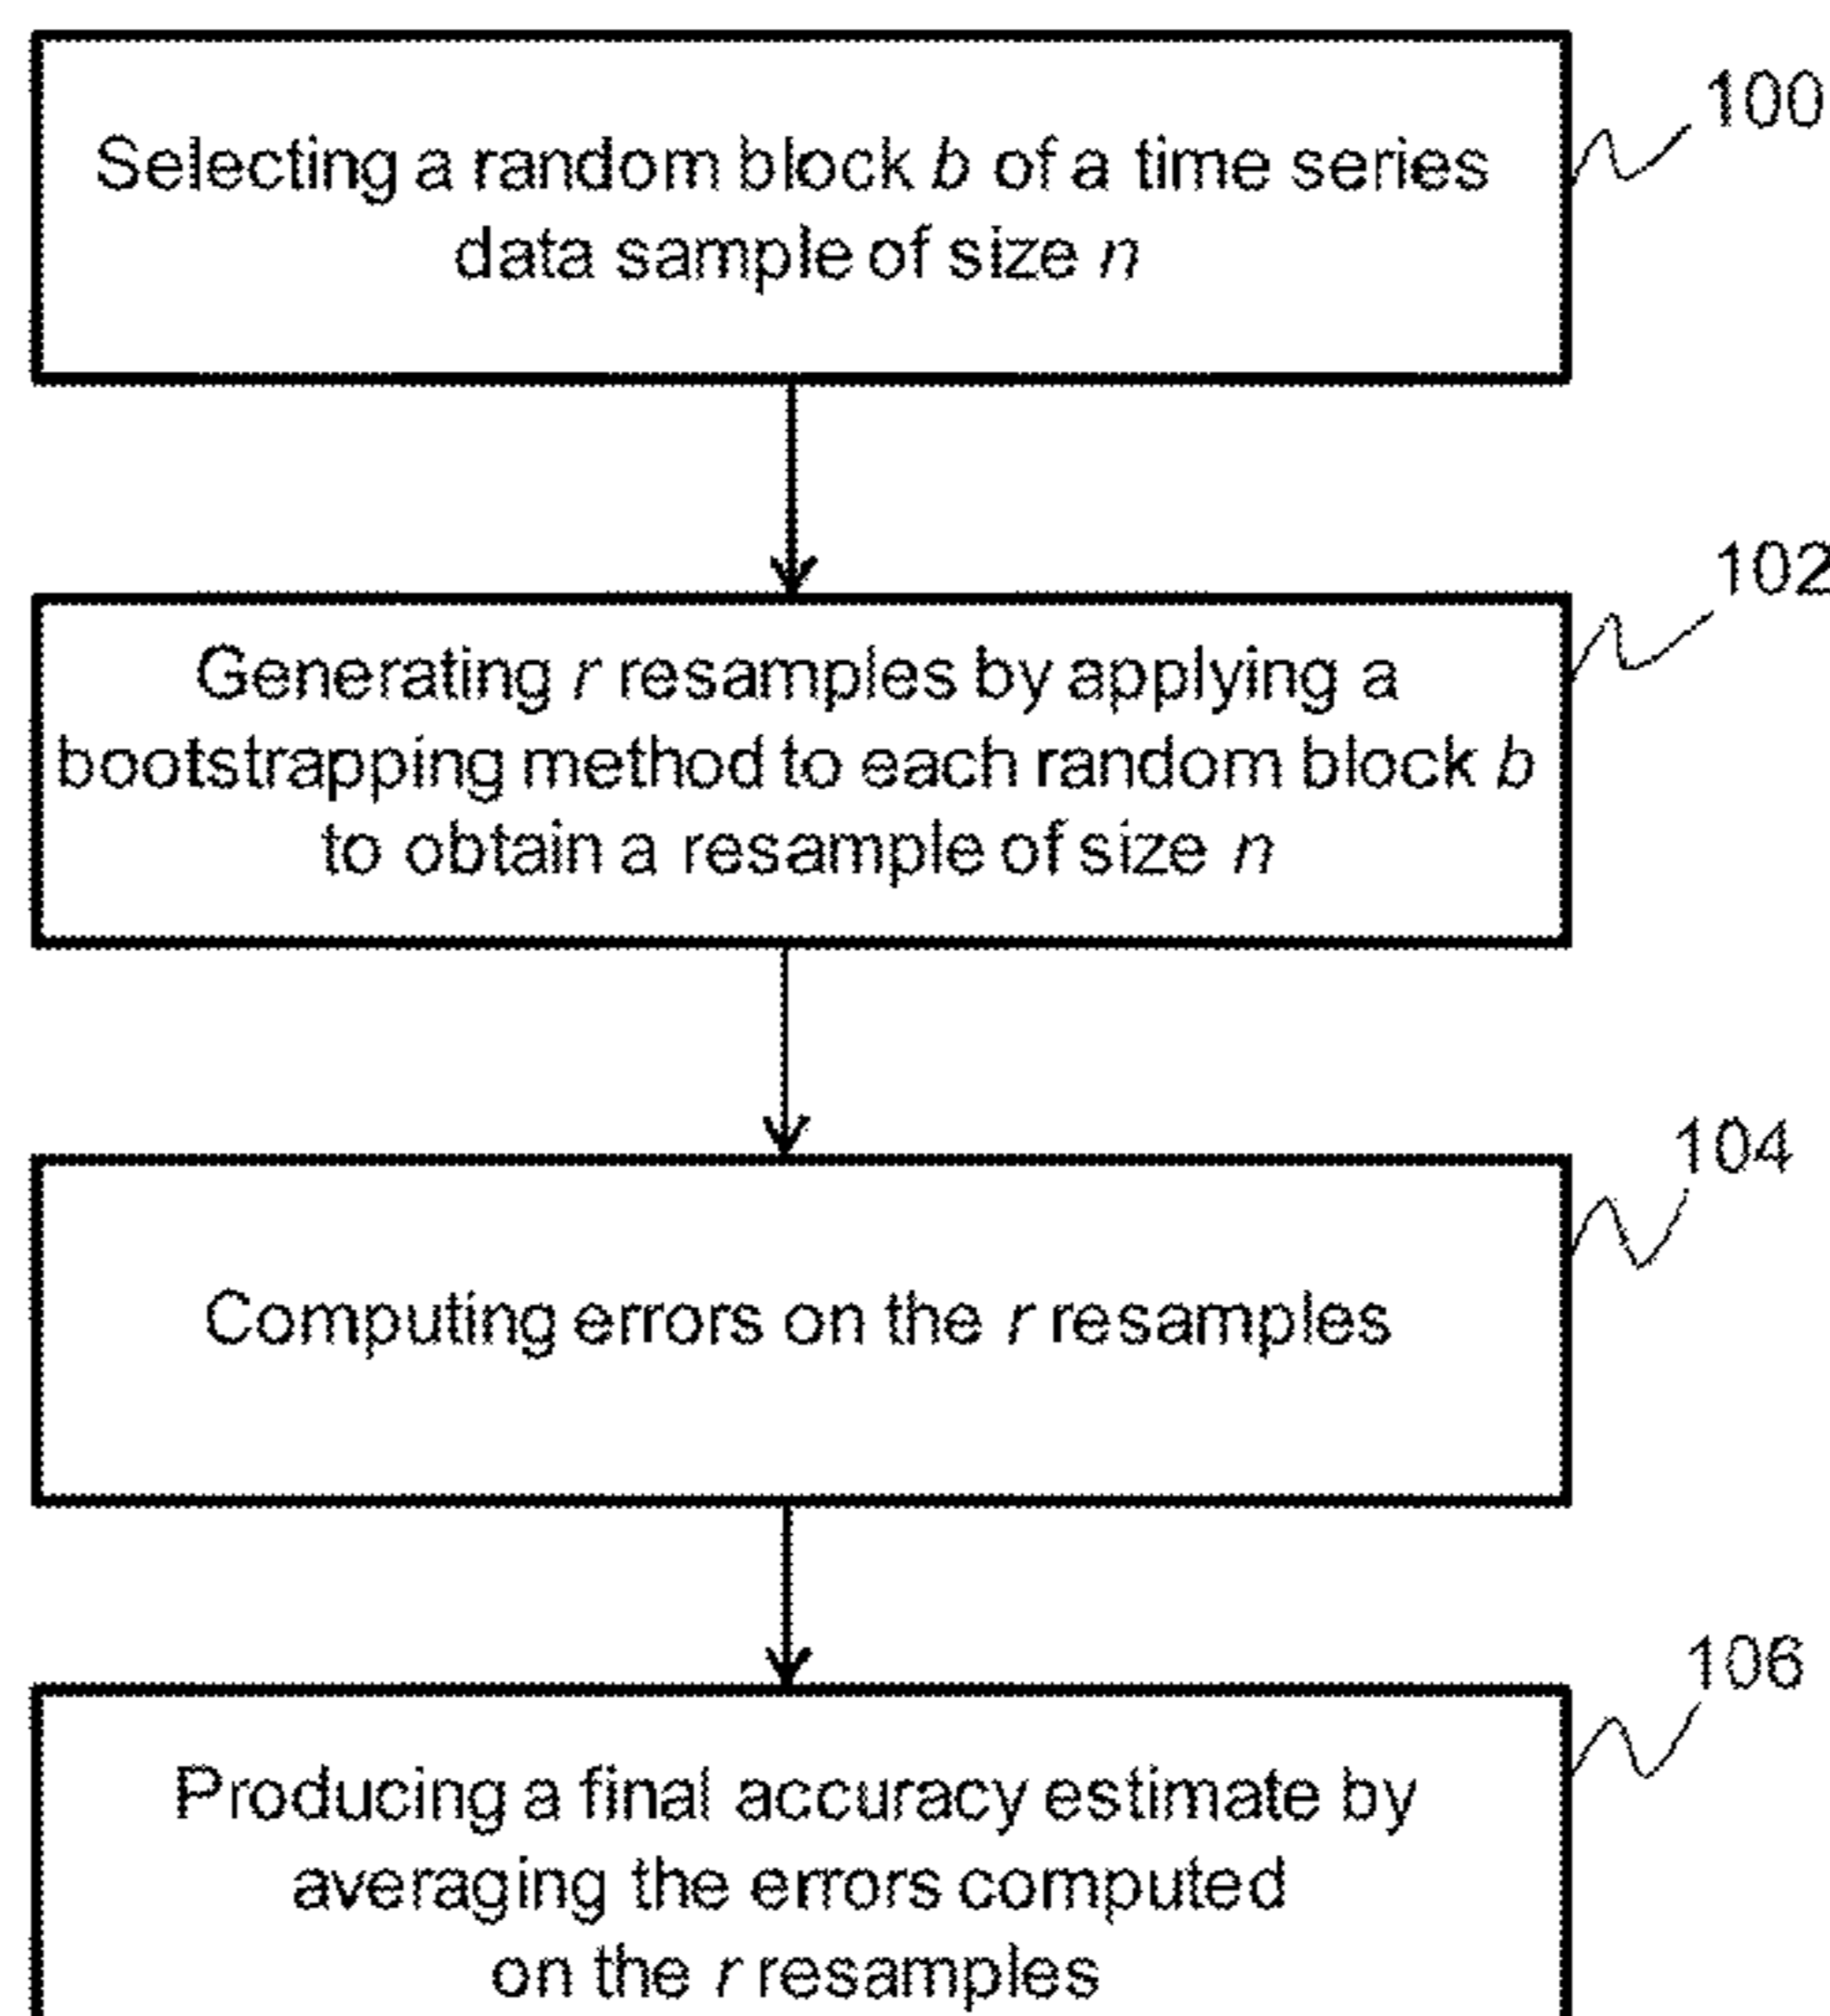 Selecting a random block b of a time series
data sample of size n
100
Generating r resamples by applying a
bootstrapping method to each random block b
to obtain a resample of size n
102
Computing errors on the r resamples
104
Producing a final accuracy estimate by
averaging the errors computed
on the r resamples
106